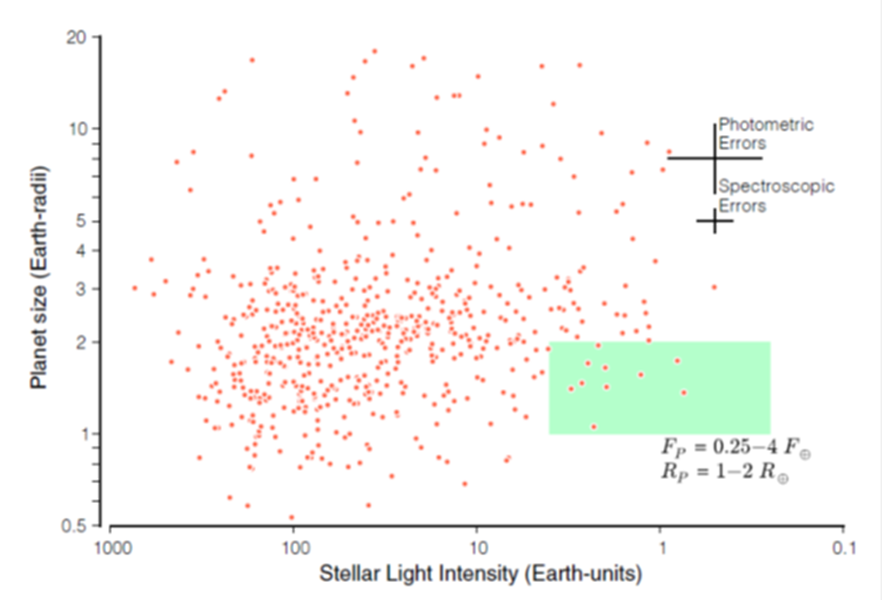 20
10
5
4
3
2
1
0.5
Planet size (Earth-radii)
Photometric
Errors
Spectroscopic
Errors
F_P = 0.25–4 F_⊕
R_P = 1–2 R_⊕
1000 100 10 1 0.1
Stellar Light Intensity (Earth-units)